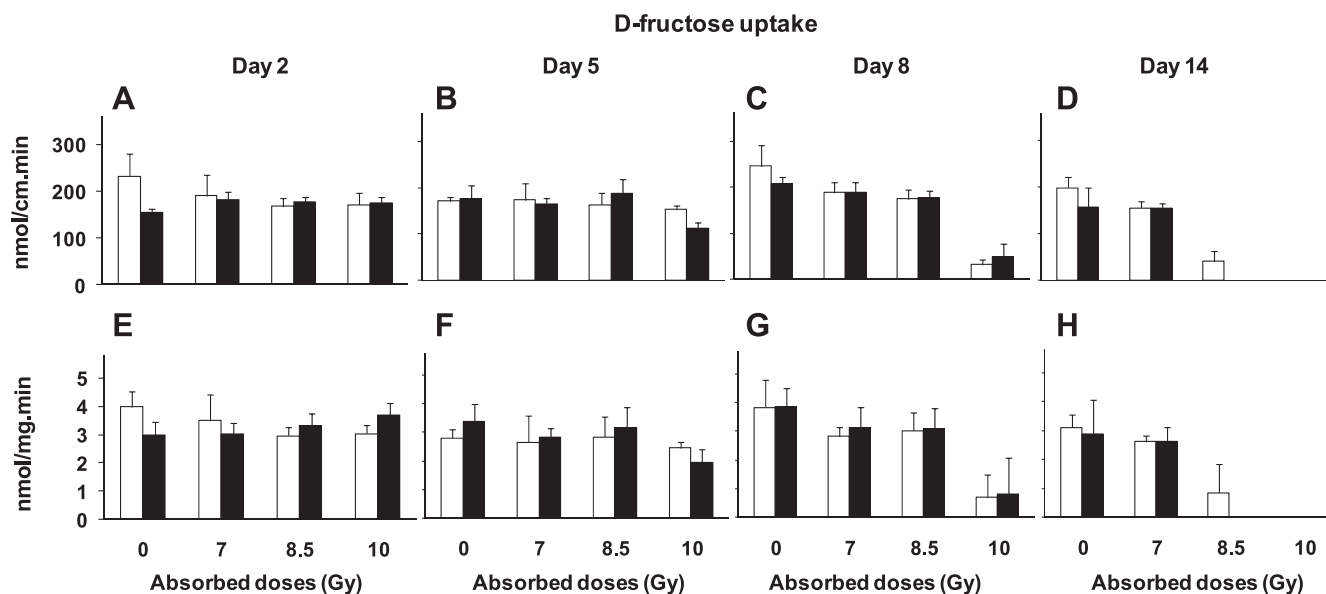 D-fructose uptake
Day 2 Day 5 Day 8 Day 14
A B C D
nmol/cm.min
300
200
100
0
E F G H
nmol/mg.min
5
4
3
2
1
0
0 7 8.5 10 0 7 8.5 10 0 7 8.5 10 0 7 8.5 10
Absorbed doses (Gy) Absorbed doses (Gy) Absorbed doses (Gy) Absorbed doses (Gy)